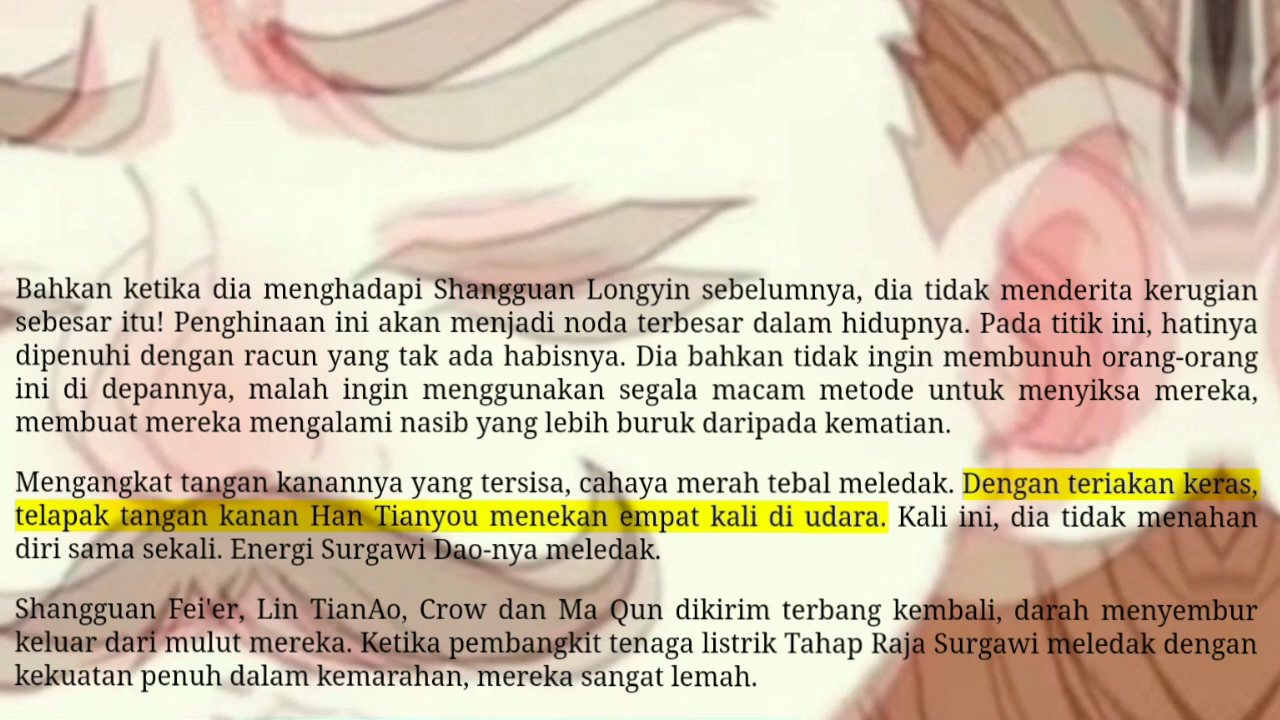 Bahkan ketika dia menghadapi Shangguan Longyin sebelumnya, dia tidak menderita kerugian
sebesar itu! Penghinaan ini akan menjadi noda terbesar dalam hidupnya. Pada titik ini, hatinya
dipenuhi dengan racun yang tak ada habisnya. Dia bahkan tidak ingin membunuh orang-orang
ini di depannya, malah ingin menggunakan segala macam metode untuk menyiksa mereka,
membuat mereka mengalami nasib yang lebih buruk daripada kematian.
Mengangkat tangan kanannya yang tersisa, cahaya merah tebal meledak. Dengan teriakan keras,
telapak tangan kanan Han Tianyou menekan empat kali di udara. Kali ini, dia tidak menahan
diri sama sekali. Energi Surgawi Dao-nya meledak.
Shangguan Fei'er, Lin TianAo, Crow dan Ma Qun dikirim terbang kembali, darah menyembur
keluar dari mulut mereka. Ketika pembangkit tenaga listrik Tahap Raja Surgawi meledak dengan
kekuatan penuh dalam kemarahan, mereka sangat lemah.